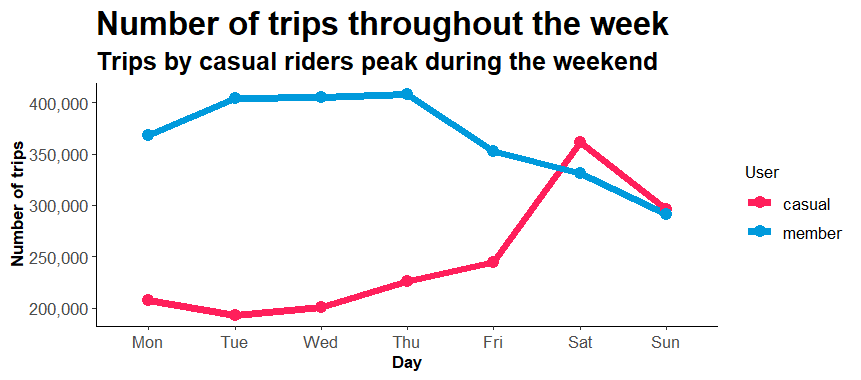 Number of trips throughout the week
Trips by casual riders peak during the weekend
400,000
350,000
300,000
250,000
200,000
Number of trips
Mon Tue Wed Thu Fri Sat Sun
Day
User
casual
member